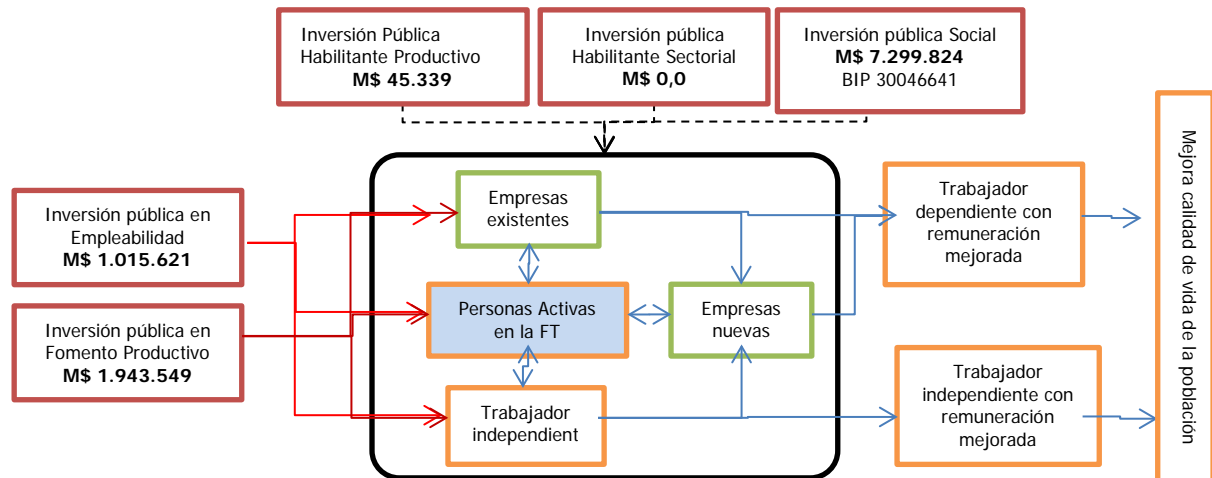 Inversión Pública
Habilitante Productivo
M$ 45.339
Inversión pública
Habilitante Sectorial
M$ 0,0
Inversión pública Social
M$ 7.299.824
BIP 30046641
Inversión pública en
Empleabilidad
M$ 1.015.621
Inversión pública en
Fomento Productivo
M$ 1.943.549
Empresas
existentes
Personas Activas
en la FT
Empresas
nuevas
Trabajador
independient
Trabajador
dependiente con
remuneración
mejorada
Trabajador
independiente con
remuneración
mejorada
Mejora calidad de vida de la población